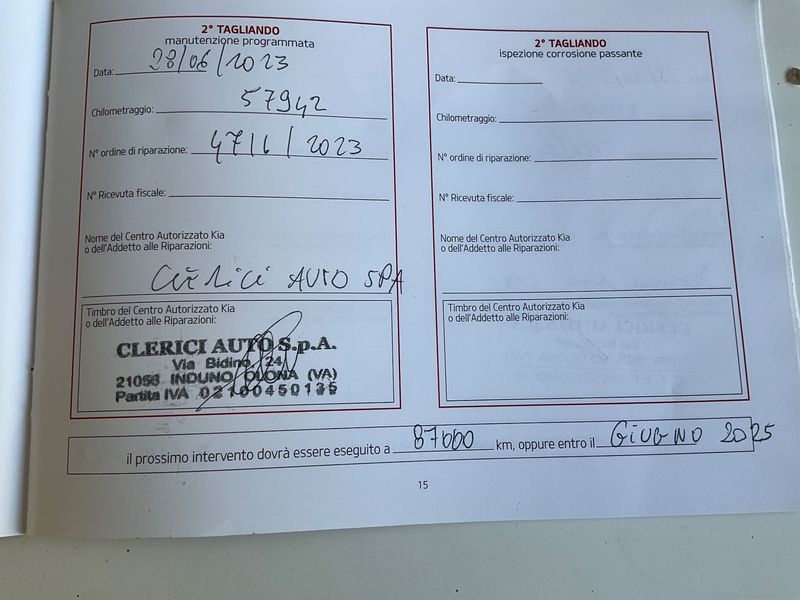 2° TAGLIANDO
manutenzione programmata
Data: 28/06/2023
Chilometraggio: 57942
N° ordine di riparazione: 4716/2023
N° Ricevuta fiscale:
Nome del Centro Autorizzato Kia
o dell'Addetto alle Riparazioni:
Clerici AUTO SPA
Timbro del Centro Autorizzato Kia
o dell'Addetto alle Riparazioni:
CLERICI AUTO S.p.A.
Via Bidino, 24
21056 INDUNO OLONA (VA)
Partita IVA 02100450135
2° TAGLIANDO
ispezione corrosione passante
Data:
Chilometraggio:
N° ordine di riparazione:
N° Ricevuta fiscale:
Nome del Centro Autorizzato Kia
o dell'Addetto alle Riparazioni:
Timbro del Centro Autorizzato Kia
o dell'Addetto alle Riparazioni:
il prossimo intervento dovrà essere eseguito a 87000 km, oppure entro il GIUGNO 2025
15